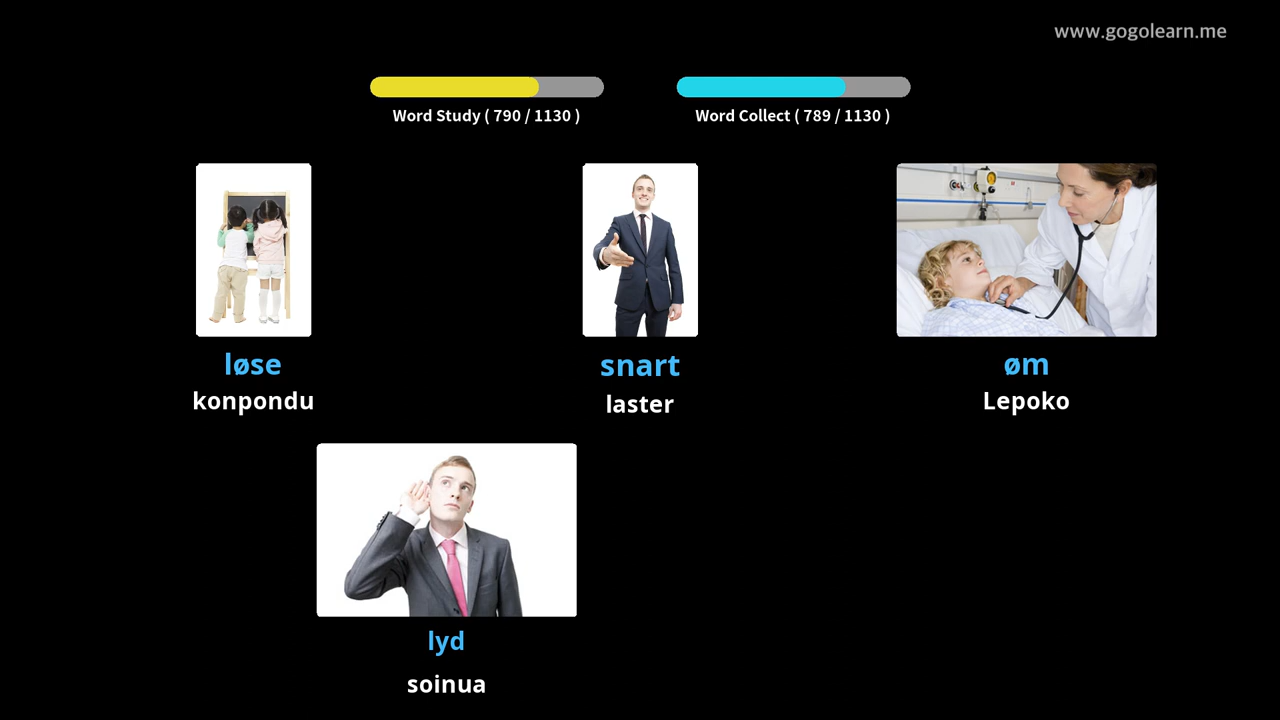 www.gogolearn.me
Word Study ( 790 / 1130 )
Word Collect ( 789 / 1130 )
løse
konpondu
snart
laster
øm
Lepoko
lyd
soinua